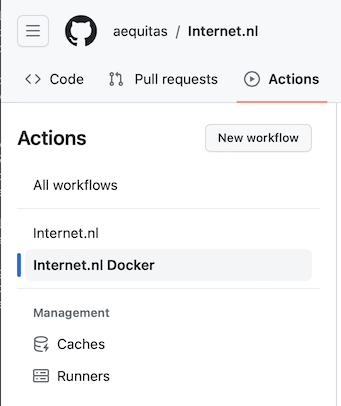 aequitas / Internet.nl
Code Pull requests Actions
Actions New workflow
All workflows
Internet.nl
Internet.nl Docker
Management
Caches
Runners